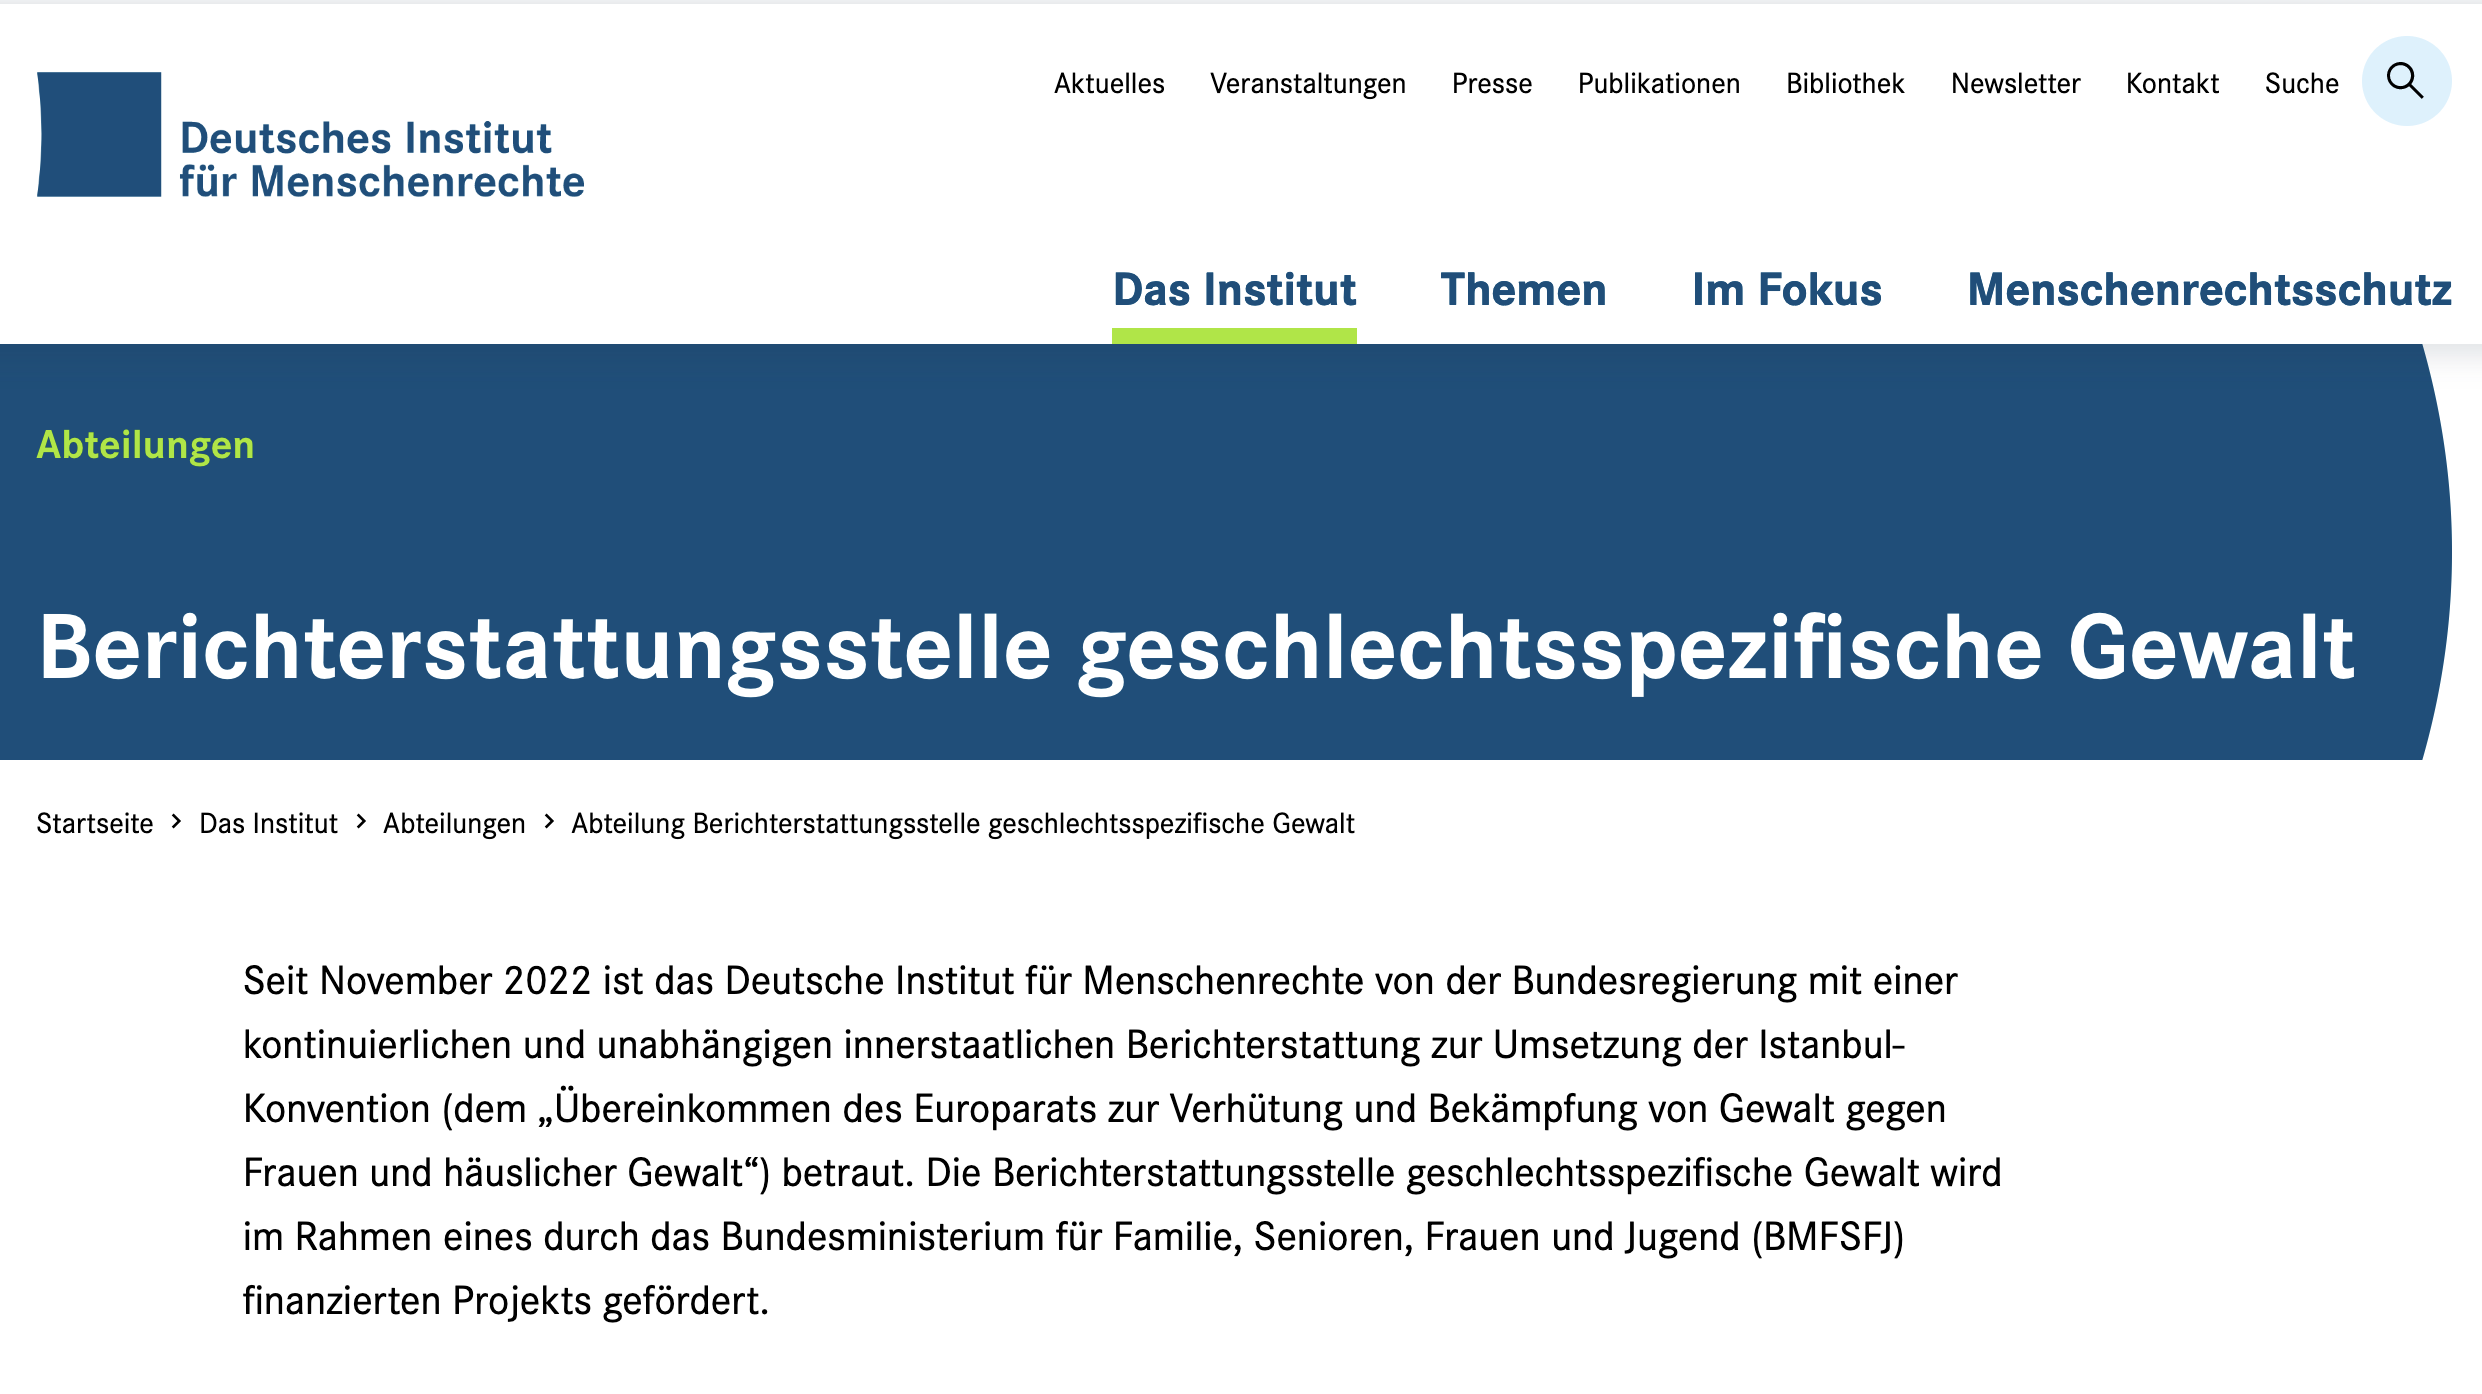 Deutsches Institut
für Menschenrechte
Aktuelles Veranstaltungen Presse Publikationen Bibliothek Newsletter Kontakt Suche
Das Institut Themen Im Fokus Menschenrechtsschutz
Abteilungen
Berichterstattungsstelle geschlechtsspezifische Gewalt
Startseite > Das Institut > Abteilungen > Abteilung Berichterstattungsstelle geschlechtsspezifische Gewalt
Seit November 2022 ist das Deutsche Institut für Menschenrechte von der Bundesregierung mit einer
kontinuierlichen und unabhängigen innerstaatlichen Berichterstattung zur Umsetzung der Istanbul-
Konvention (dem „Übereinkommen des Europarats zur Verhütung und Bekämpfung von Gewalt gegen
Frauen und häuslicher Gewalt“) betraut. Die Berichterstattungsstelle geschlechtsspezifische Gewalt wird
im Rahmen eines durch das Bundesministerium für Familie, Senioren, Frauen und Jugend (BMFSFJ)
finanzierten Projekts gefördert.